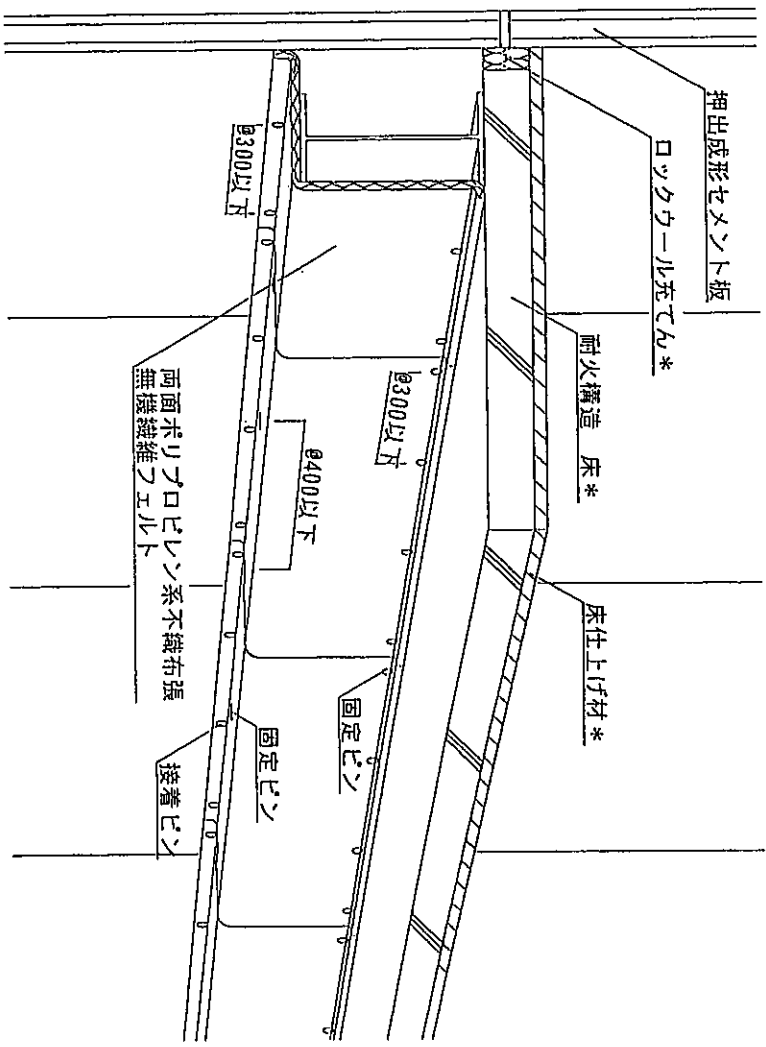 押出成形セメント板
ロックウール充てん*
耐火構造 床*
床仕上げ材*
@300以下
@300以下
@400以下
固定ピン
固定ピン
接着ピン
両面ポリプロピレン系不織布張
無機繊維フェルト